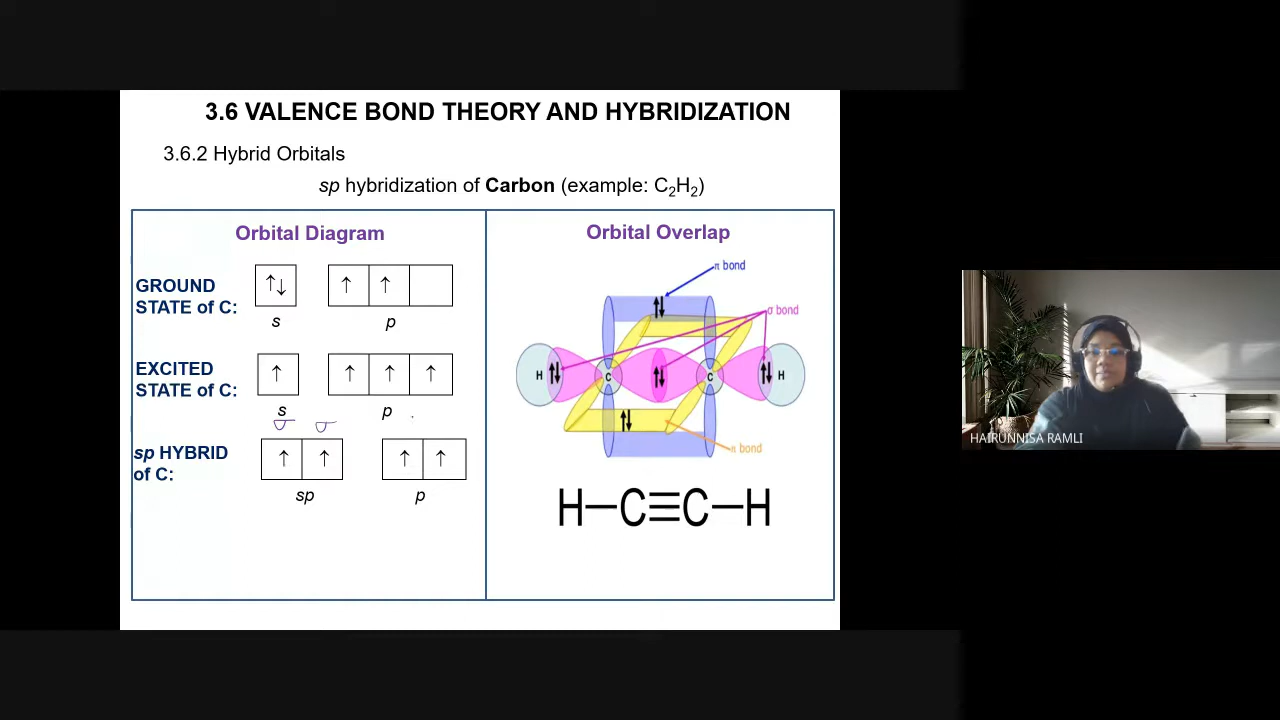 3.6 VALENCE BOND THEORY AND HYBRIDIZATION
3.6.2 Hybrid Orbitals
sp hybridization of Carbon (example: C₂H₂)
Orbital Diagram
GROUND
STATE of C:
↑↓ ↑ ↑
s p
EXCITED
STATE of C:
↑ ↑ ↑ ↑
s p
σ σ
sp HYBRID
of C:
↑ ↑ ↑ ↑
sp p
Orbital Overlap
π bond
σ bond
H C C H
π bond
H—C≡C—H
HAIRUNNISA RAMLI